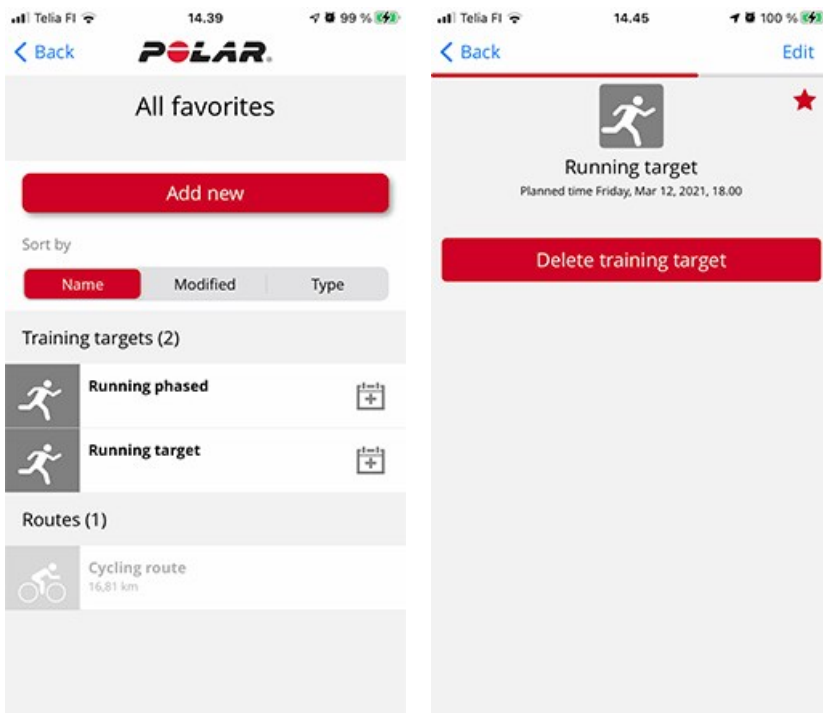 Telia FI 14.39 99 %
Back POLAR.
All favorites
Add new
Sort by
Name Modified Type
Training targets (2)
Running phased
Running target
Routes (1)
Cycling route
16,81 km
Telia FI 14.45 100 %
Back Edit
Running target
Planned time Friday, Mar 12, 2021, 18.00
Delete training target